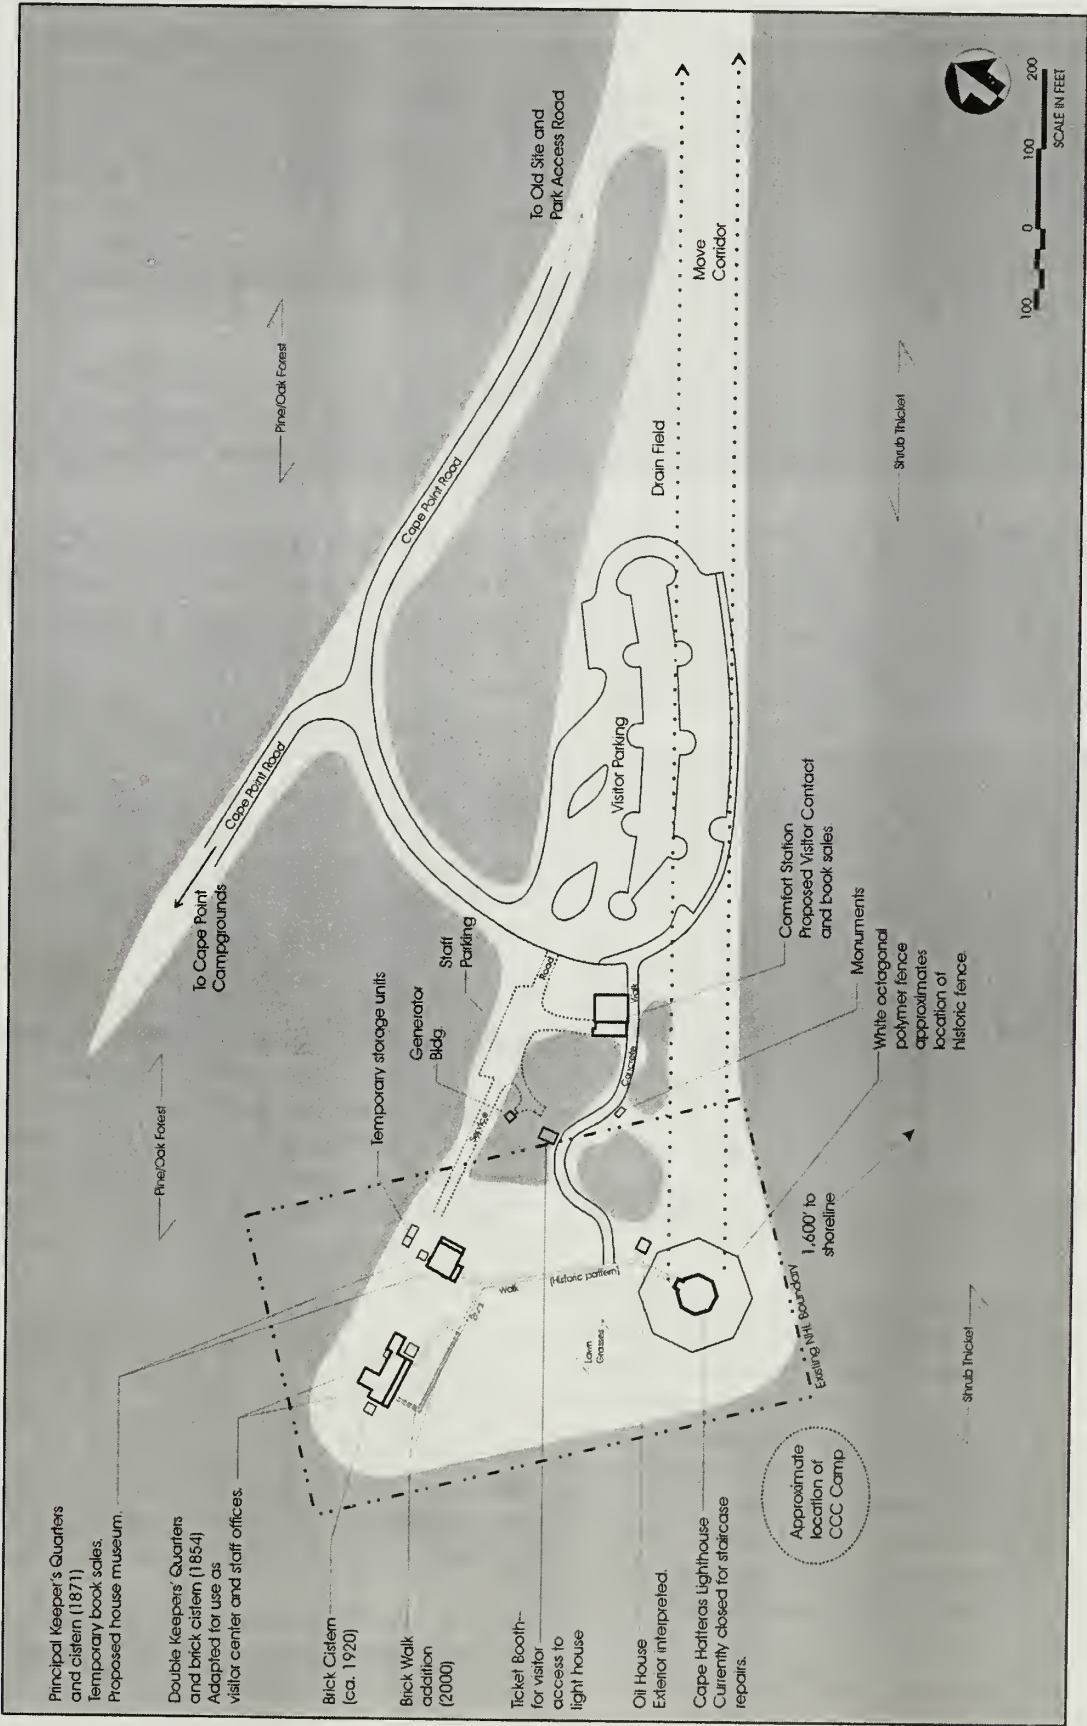 Principal Keeper's Quarters
and cistern (1871)
Temporary book sales.
Proposed house museum.
Double Keepers' Quarters
and brick cistern (1854)
Adapted for use as
visitor center and staff offices.
Brick Cistern
(ca. 1920)
Brick Walk
addition
(2000)
Ticket Booth--
for visitor
access to
light house
Oil House
Exterior interpreted.
Cape Hatteras Lighthouse
Currently closed for staircase
repairs.
Approximate
location of
CCC Camp
Pine/Oak Forest
Temporary storage units
Generator
Bldg.
Staff
Parking
To Cape Point
Campgrounds
Cape Point Road
Pine/Oak Forest
Cape Point Road
To Old Site and
Park Access Road
Service
Road
Concrete
Walk
Brick
Walk
(Historic pattern)
Lawn
Grasses
Existing NHL Boundary
1,600' to
shoreline
Shrub Thicket
Visitor Parking
Drain Field
Move
Corridor
Comfort Station
Proposed Visitor Contact
and book sales
Monuments
White octagonal
polymer fence
approximates
location of
historic fence.
Shrub Thicket
100
0
100
200
SCALE IN FEET